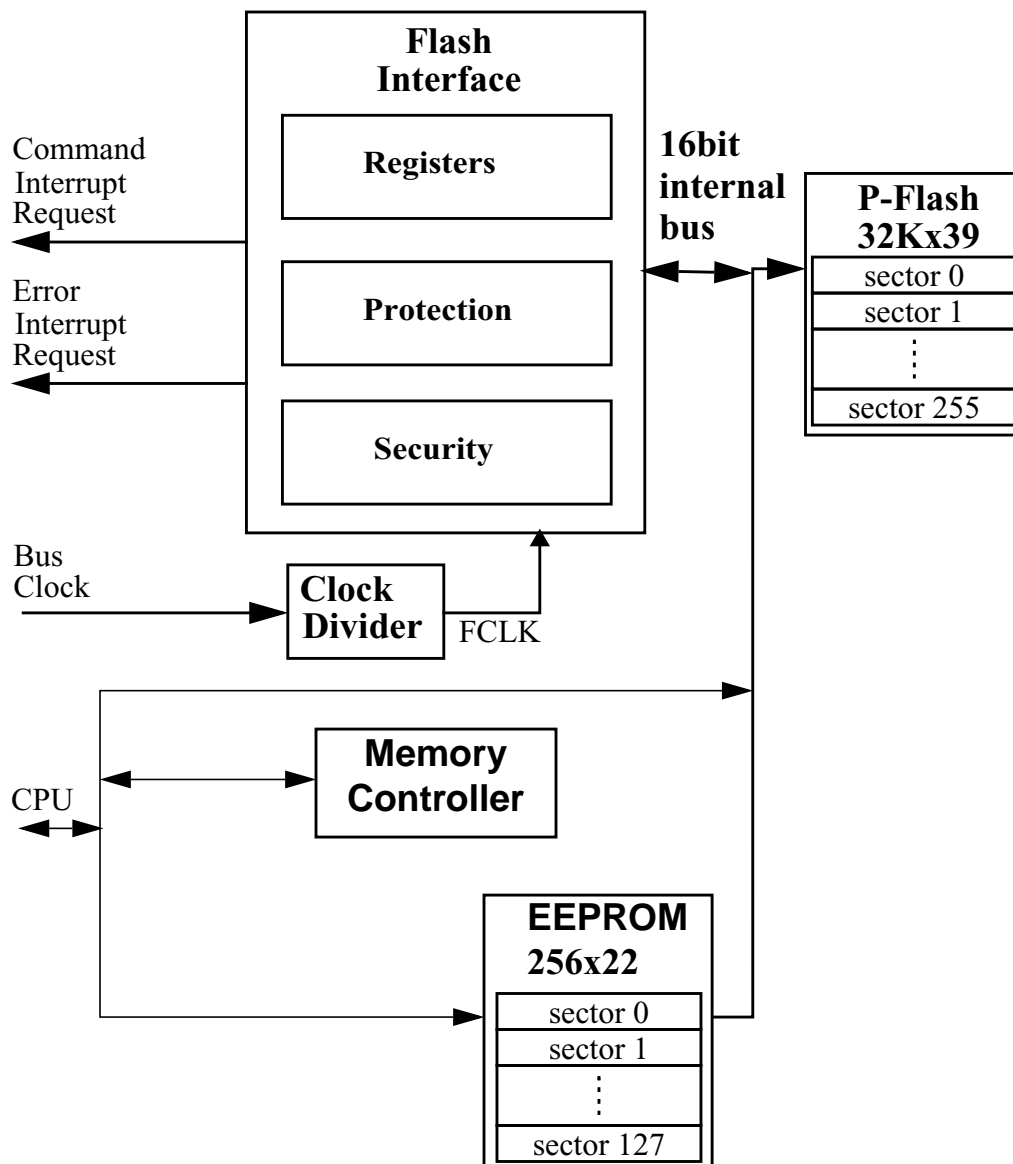 Flash
Interface
Registers
Protection
Security
Command
Interrupt
Request
Error
Interrupt
Request
16bit
internal
bus
P-Flash
32Kx39
sector 0
sector 1
sector 255
Bus
Clock
Clock
Divider
FCLK
Memory
Controller
CPU
EEPROM
256x22
sector 0
sector 1
sector 127